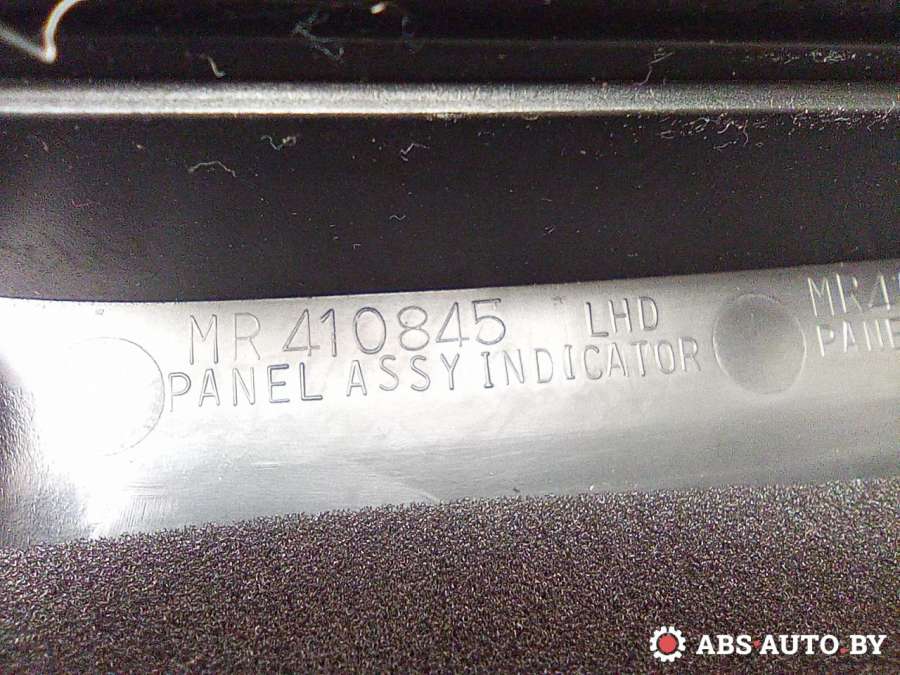 MR 410845 LHD
PANEL ASSY INDICATOR
ABS-AUTO.BY